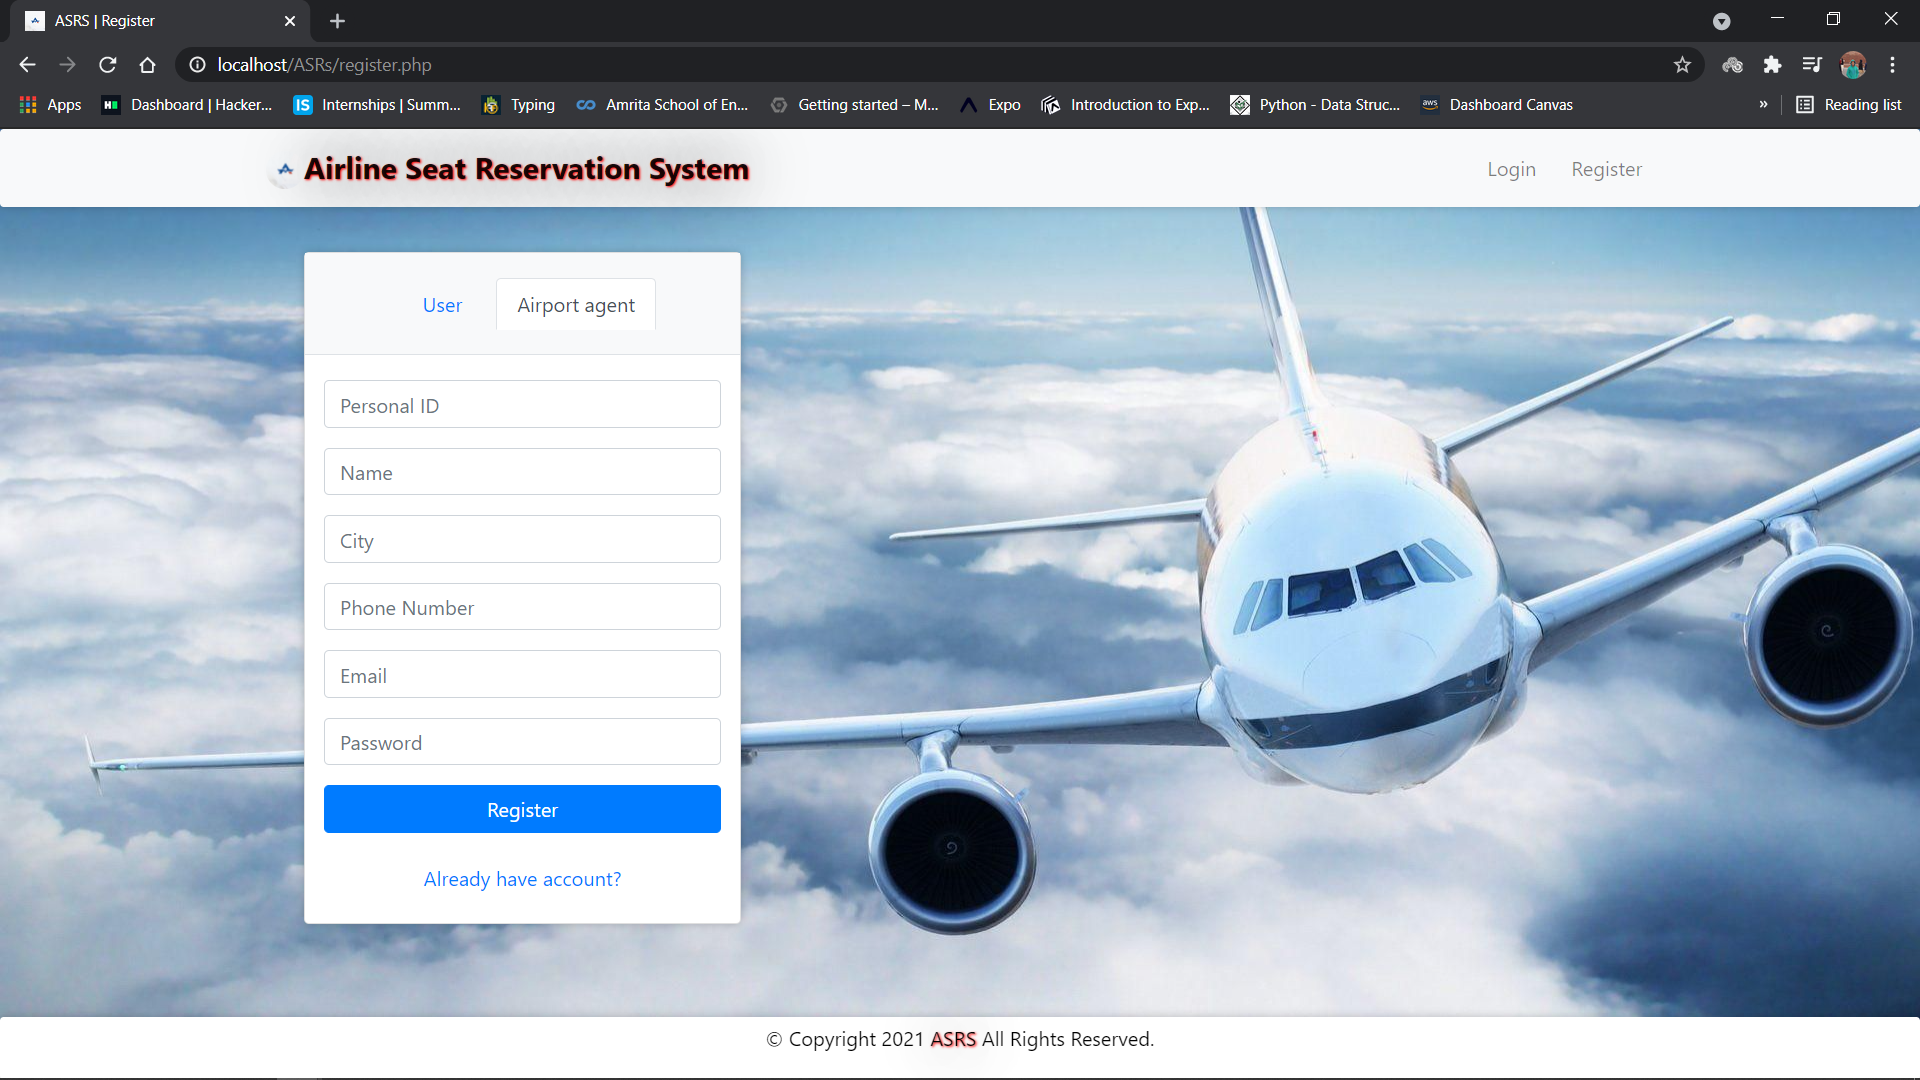 ASRS | Register
localhost/ASRs/register.php
Apps
Dashboard | Hacker...
Internships | Summ...
Typing
Amrita School of En...
Getting started – M...
Expo
Introduction to Exp...
Python - Data Struc...
aws
Dashboard Canvas
»
Reading list
Airline Seat Reservation System
Login
Register
User
Airport agent
Personal ID
Name
City
Phone Number
Email
Password
Register
Already have account?
© Copyright 2021 ASRS All Rights Reserved.